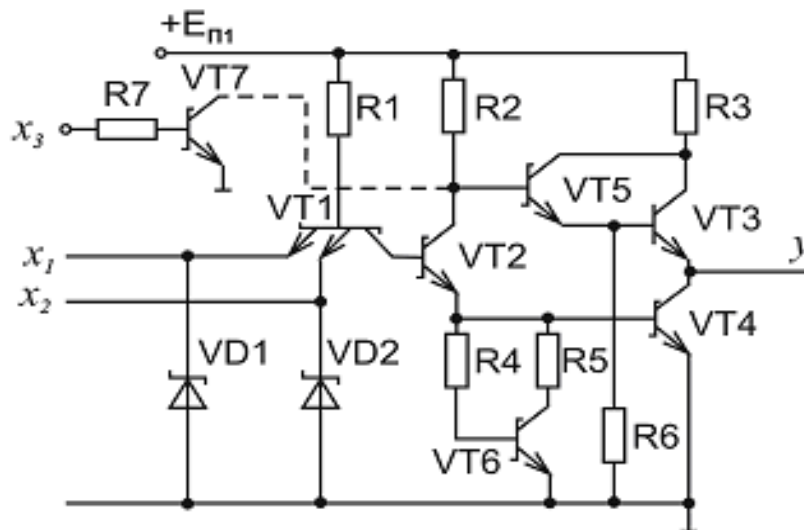 +Eп1
VT7
R7
R1
R2
R3
x3
VT5
VT1
VT3
x1
VT2
y
x2
VT4
VD1
VD2
R4
R5
R6
VT6